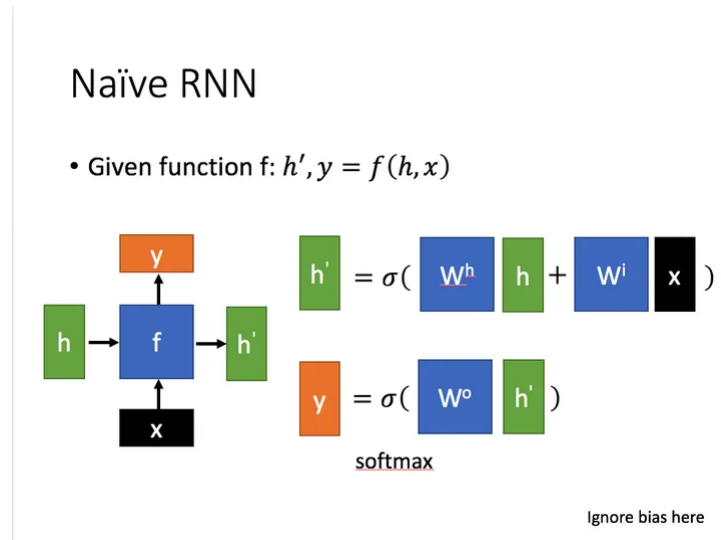 Naïve RNN
• Given function f: h′, y = f(h, x)
y
h f h'
x
h' = σ( Wʰ h + Wⁱ x )
y = σ( Wᵒ h' )
softmax
Ignore bias here